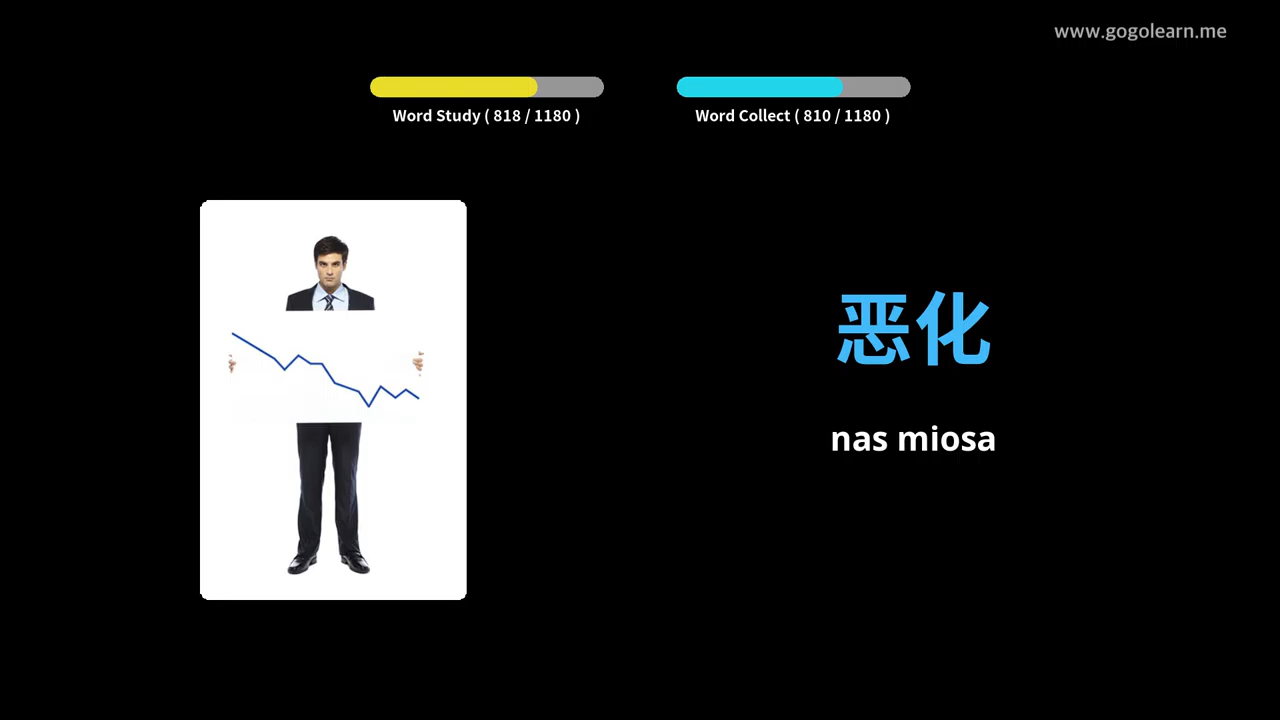 www.gogolearn.me
Word Study ( 818 / 1180 )
Word Collect ( 810 / 1180 )
恶化
nas miosa